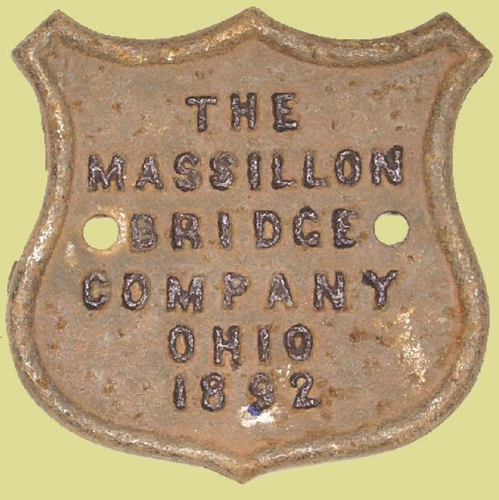 THE
MASSILLON
BRIDGE
COMPANY
OHIO
1892